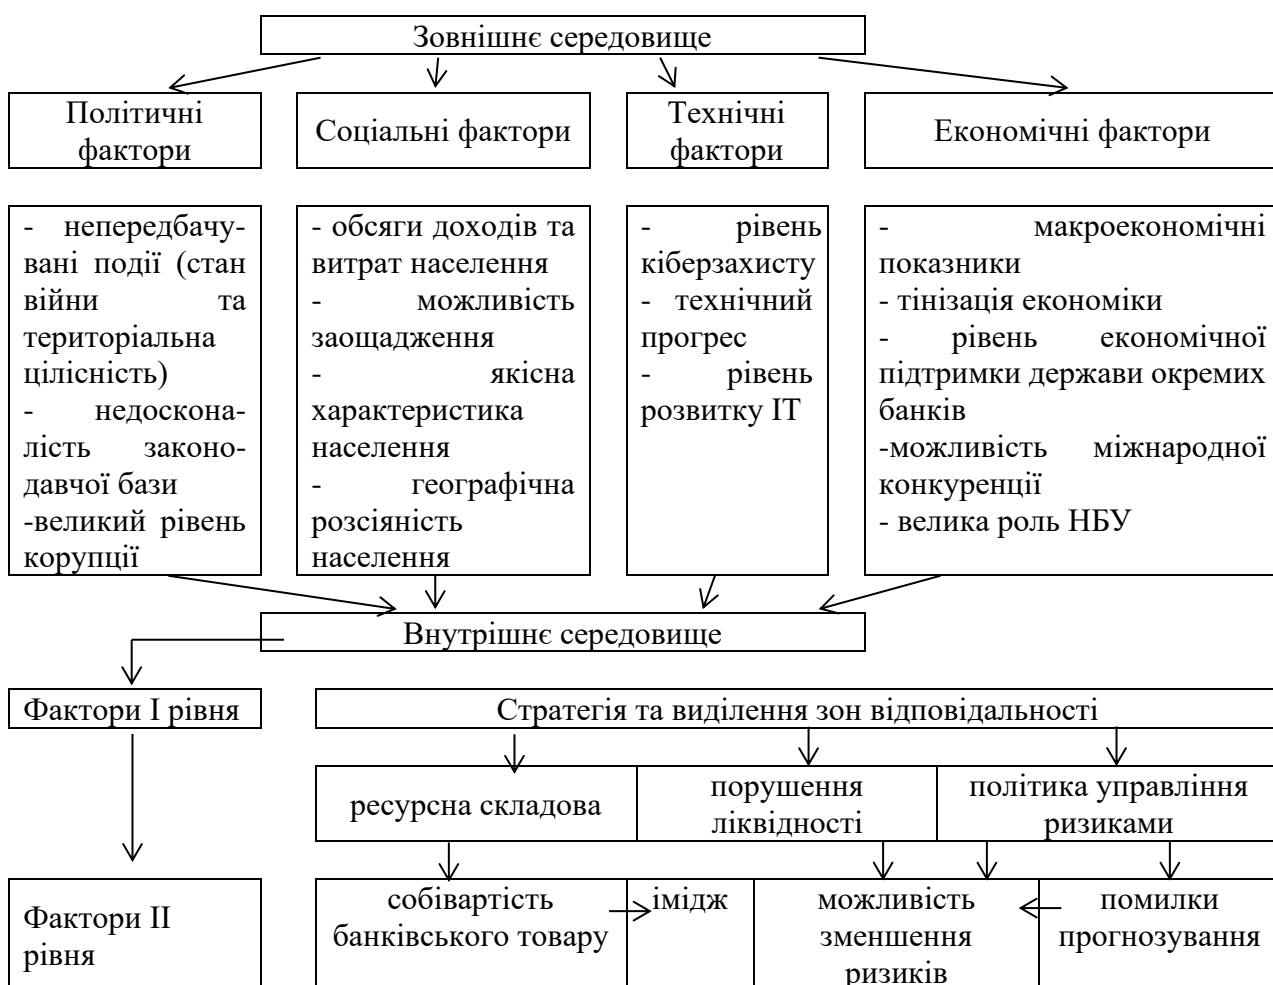 Зовнішнє середовище
Політичні
фактори
Соціальні фактори
Технічні
фактори
Економічні фактори
- непередбачу-
вані події (стан
війни та
територіальна
цілісність)
- недоскона-
лість законо-
давчої бази
-великий рівень
корупції
- обсяги доходів та
витрат населення
- можливість
заощадження
- якісна
характеристика
населення
- географічна
розсіяність
населення
- рівень
кіберзахисту
- технічний
прогрес
- рівень
розвитку ІТ
- макроекономічні
показники
- тінізація економіки
- рівень економічної
підтримки держави окремих
банків
-можливість міжнародної
конкуренції
- велика роль НБУ
Внутрішнє середовище
Фактори І рівня
Стратегія та виділення зон відповідальності
ресурсна складова
порушення
ліквідності
політика управління
ризиками
Фактори ІІ
рівня
собівартість
банківського товару
імідж
можливість
зменшення
ризиків
помилки
прогнозування